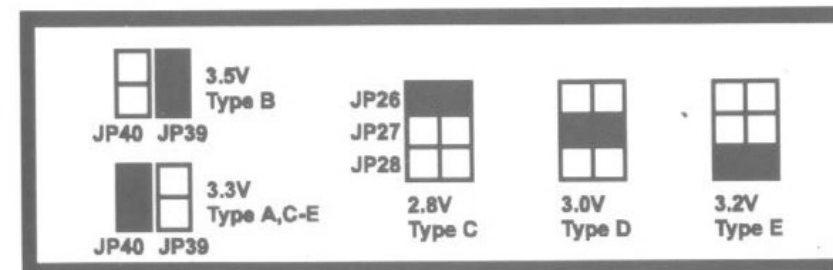 3.5V
Type B
JP40 JP39
3.3V
Type A,C-E
JP40 JP39
JP26
JP27
JP28
2.8V
Type C
3.0V
Type D
3.2V
Type E